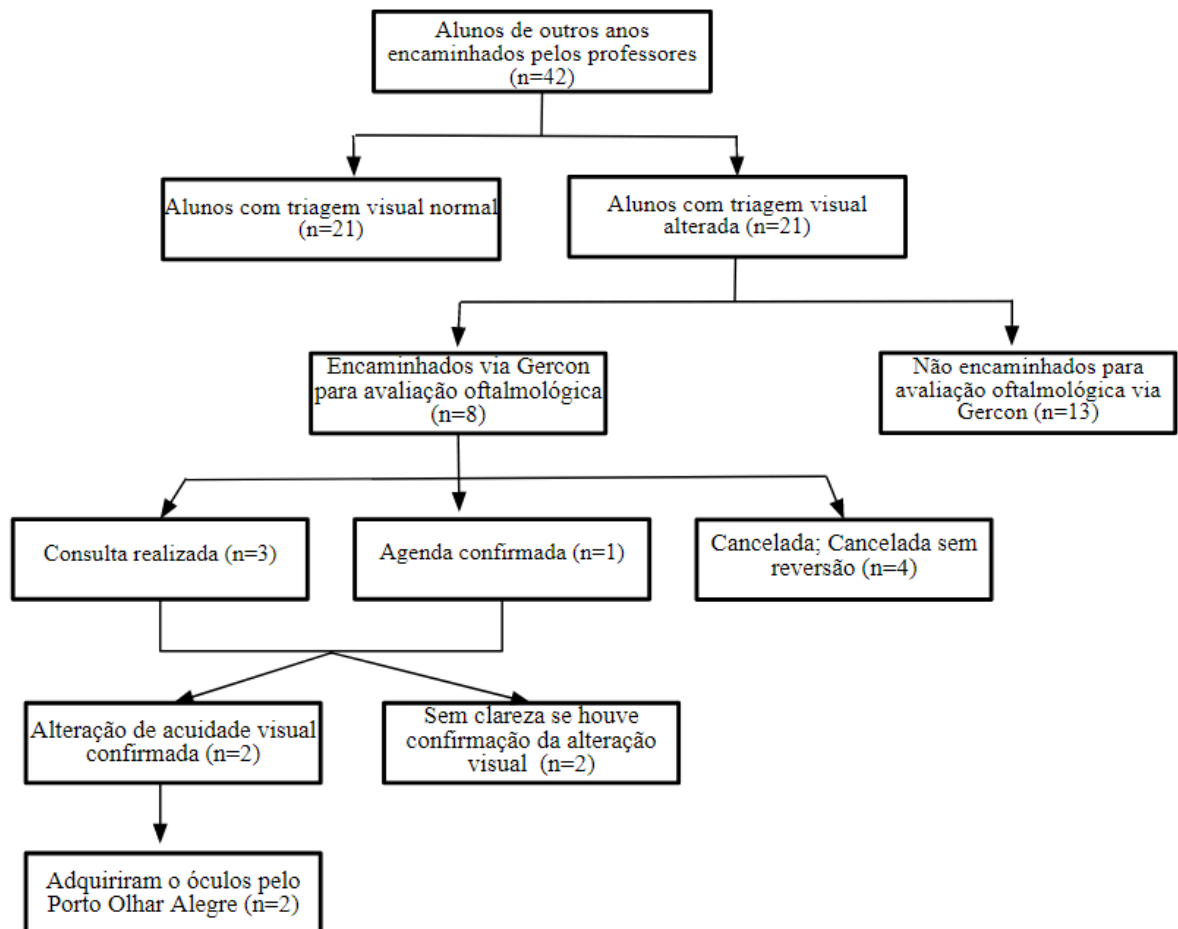 Alunos de outros anos
encaminhados pelos professores
(n=42)
Alunos com triagem visual normal
(n=21)
Alunos com triagem visual
alterada (n=21)
Encaminhados via Gercon
para avaliação oftalmológica
(n=8)
Não encaminhados para
avaliação oftalmológica via
Gercon (n=13)
Consulta realizada (n=3)
Agenda confirmada (n=1)
Cancelada; Cancelada sem
reversão (n=4)
Alteração de acuidade visual
confirmada (n=2)
Sem clareza se houve
confirmação da alteração
visual (n=2)
Adquiriram o óculos pelo
Porto Olhar Alegre (n=2)